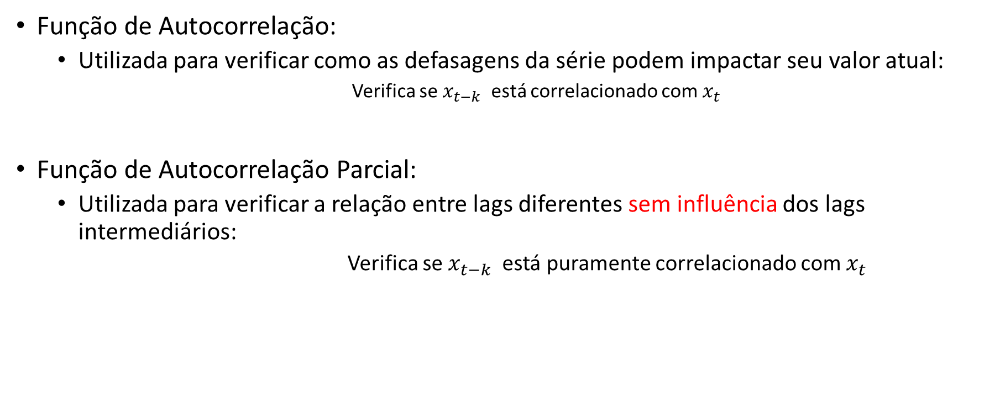 • Função de Autocorrelação:
• Utilizada para verificar como as defasagens da série podem impactar seu valor atual:
Verifica se $x_{t-k}$ está correlacionado com $x_t$
• Função de Autocorrelação Parcial:
• Utilizada para verificar a relação entre lags diferentes sem influência dos lags
intermediários:
Verifica se $x_{t-k}$ está puramente correlacionado com $x_t$